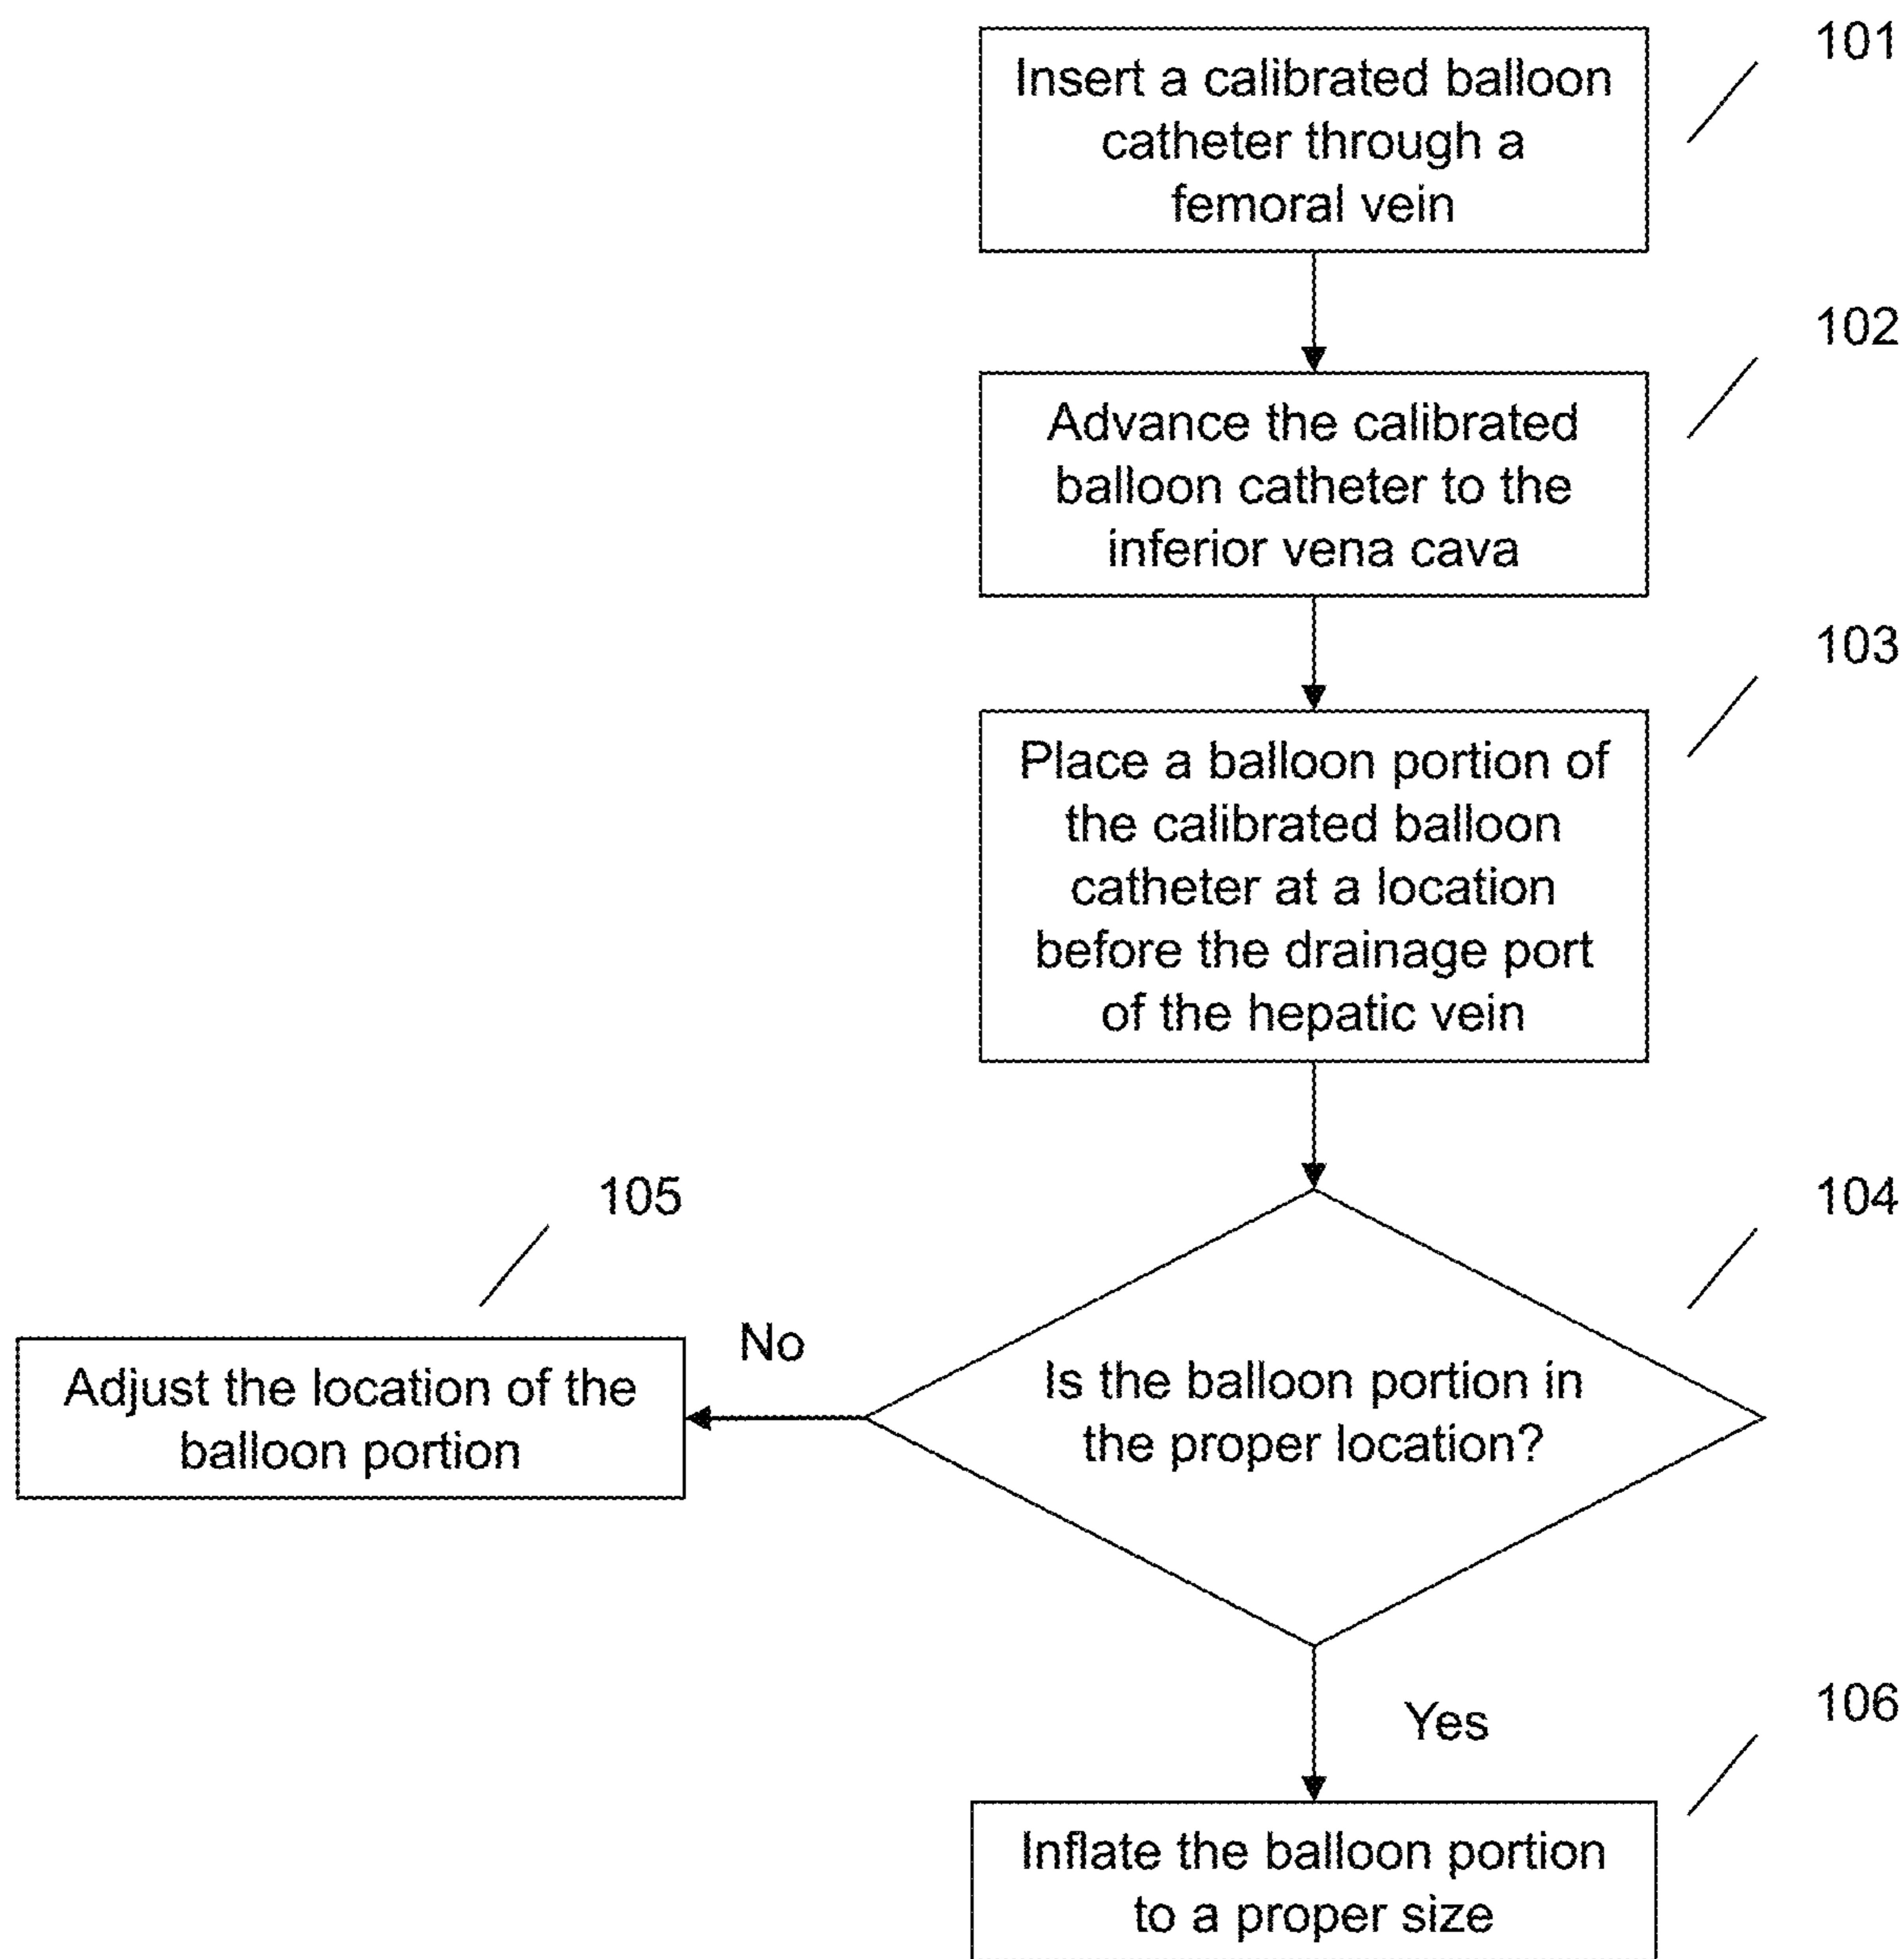 101
Insert a calibrated balloon
catheter through a
femoral vein
102
Advance the calibrated
balloon catheter to the
inferior vena cava
103
Place a balloon portion of
the calibrated balloon
catheter at a location
before the drainage port
of the hepatic vein
104
Is the balloon portion in
the proper location?
No
105
Adjust the location of the
balloon portion
Yes
106
Inflate the balloon portion
to a proper size